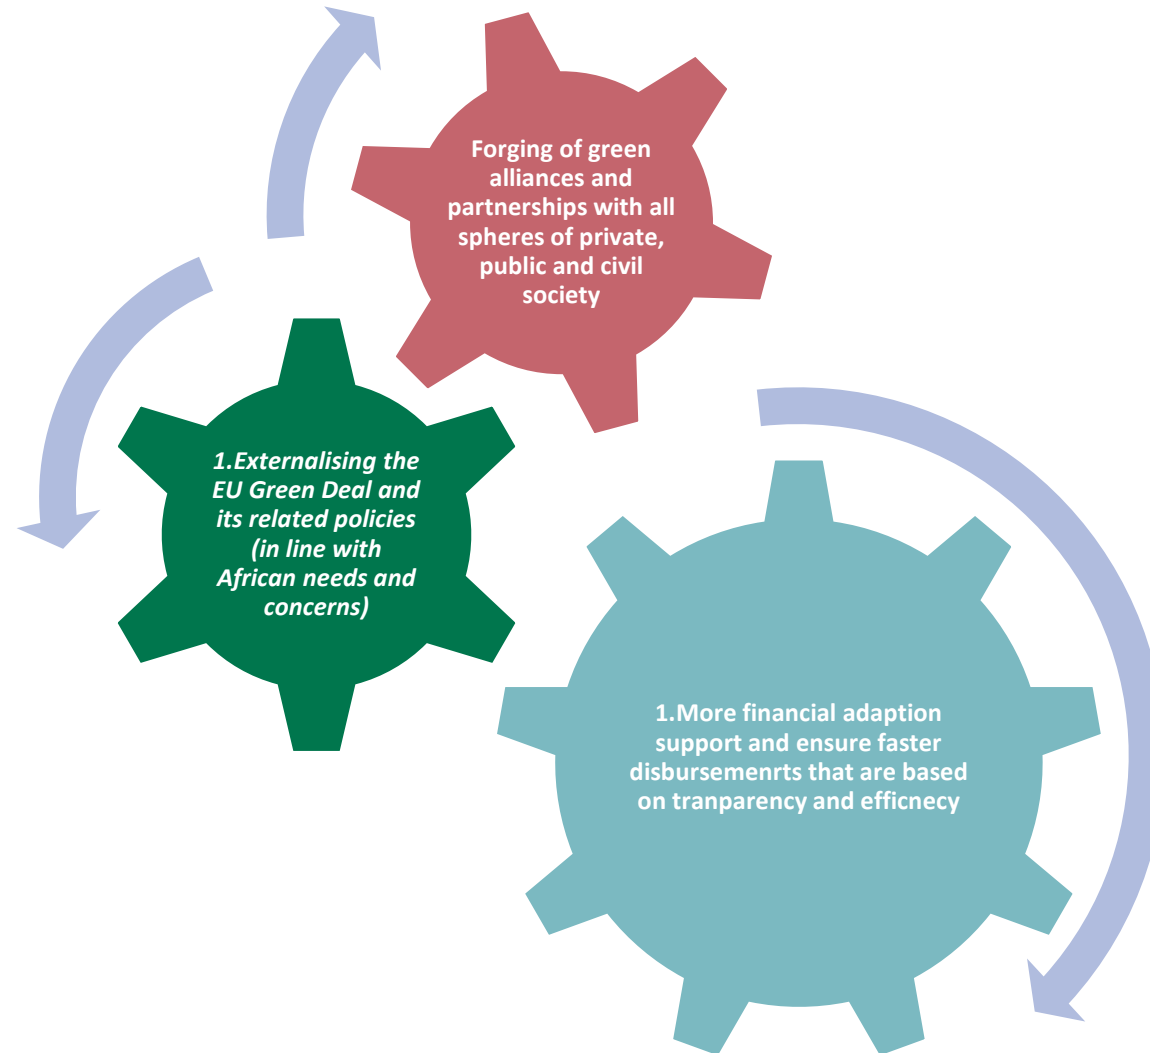 Forging of green
alliances and
partnerships with all
spheres of private,
public and civil
society
1.Externalising the
EU Green Deal and
its related policies
(in line with
African needs and
concerns)
1.More financial adaption
support and ensure faster
disbursemenrts that are based
on tranparency and efficnecy